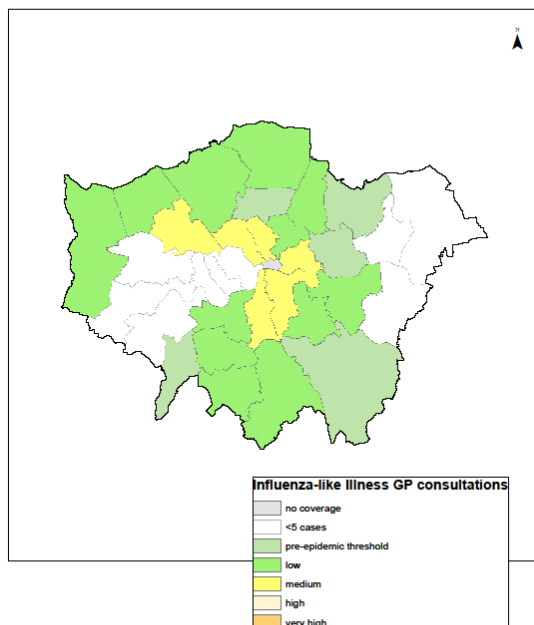 N
Influenza-like Illness GP consultations
no coverage
<5 cases
pre-epidemic threshold
low
medium
high
very high